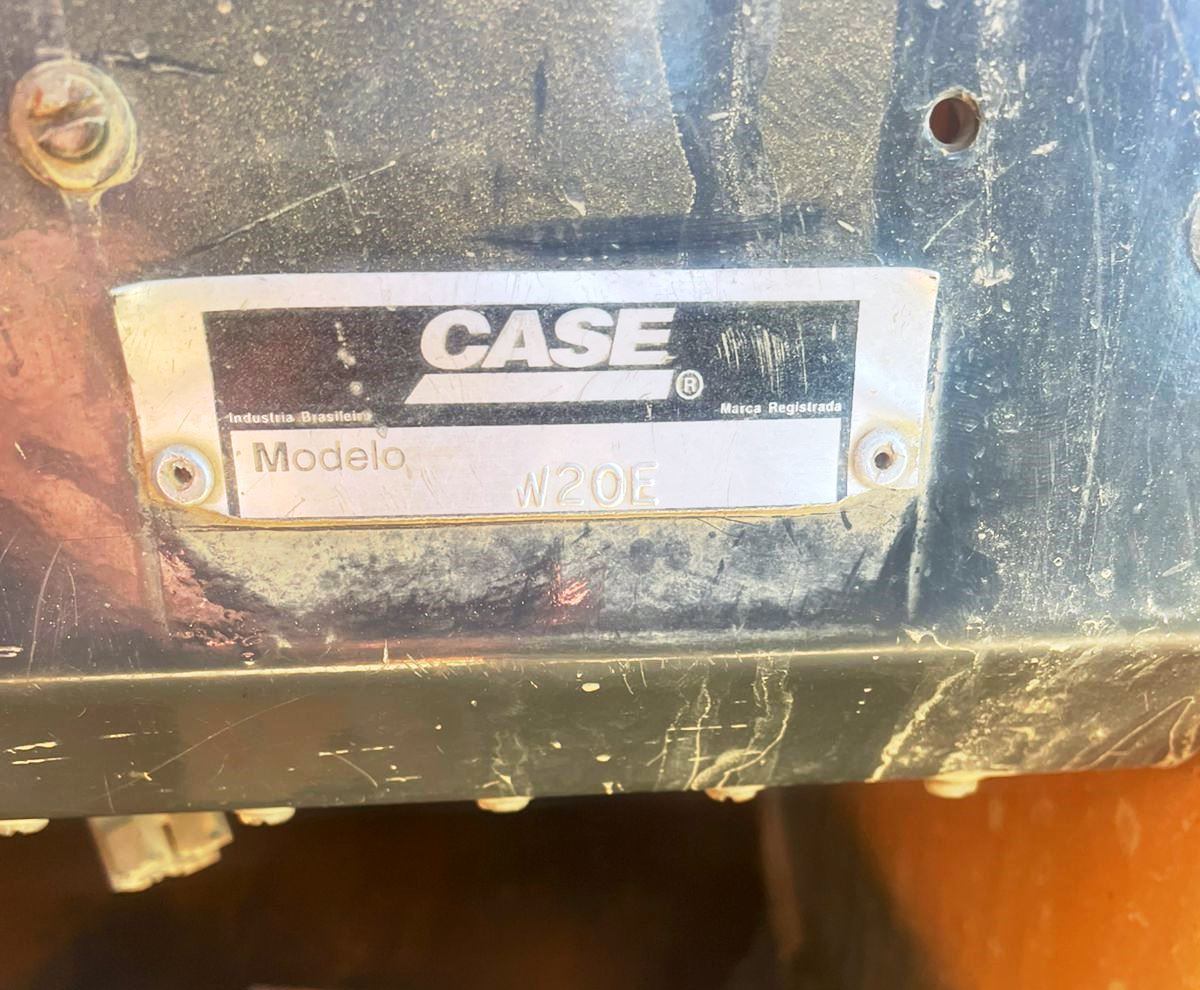 CASE
®
Industria Brasileira Marca Registrada
Modelo W20E